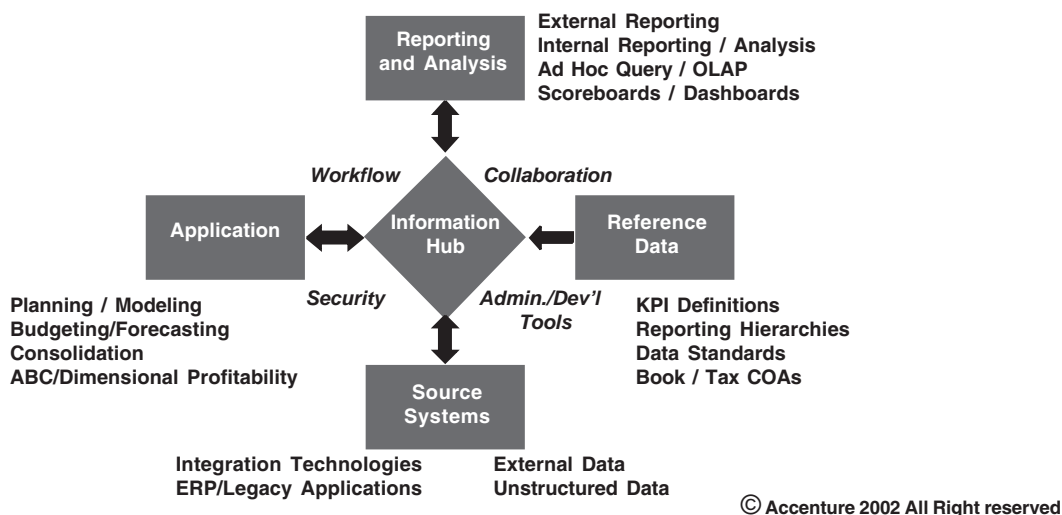 External Reporting
Internal Reporting / Analysis
Ad Hoc Query / OLAP
Scoreboards / Dashboards
Reporting
and Analysis
Workflow
Collaboration
Application
Information
Hub
Reference
Data
Security
Admin./Dev'l
Tools
Planning / Modeling
Budgeting/Forecasting
Consolidation
ABC/Dimensional Profitability
KPI Definitions
Reporting Hierarchies
Data Standards
Book / Tax COAs
Source
Systems
Integration Technologies
ERP/Legacy Applications
External Data
Unstructured Data
© Accenture 2002 All Right reserved